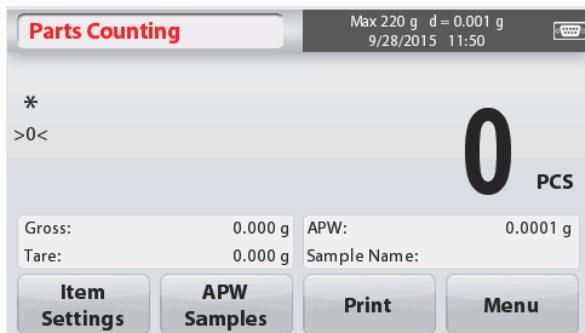 Parts Counting
Max 220 g d = 0.001 g
9/28/2015 11:50
*
>0<
0 PCS
Gross: 0.000 g
Tare: 0.000 g
APW: 0.0001 g
Sample Name:
Item Settings
APW Samples
Print
Menu